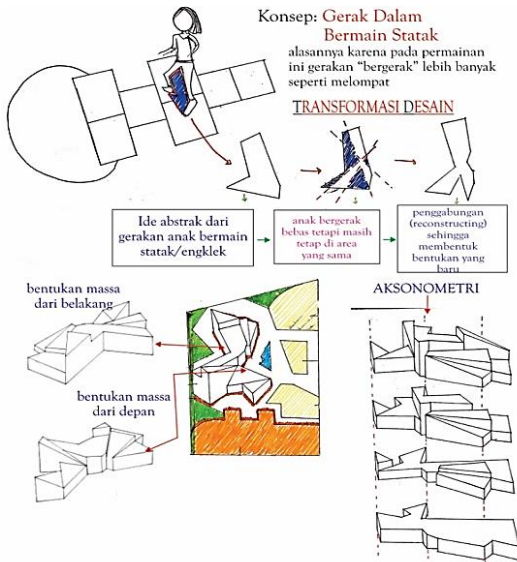 Konsep: Gerak Dalam
Bermain Statak
alasannya karena pada permainan
ini gerakan "bergerak" lebih banyak
seperti melompat
TRANSFORMASI DESAIN
Ide abstrak dari
gerakan anak bermain
statak/engklek
anak bergerak
bebas tetapi masih
tetap di area
yang sama
penggabungan
(reconstructing)
sehingga
membentuk
bentukan yang
baru
bentukan massa
dari belakang
AKSONOMETRI
bentukan massa
dari depan